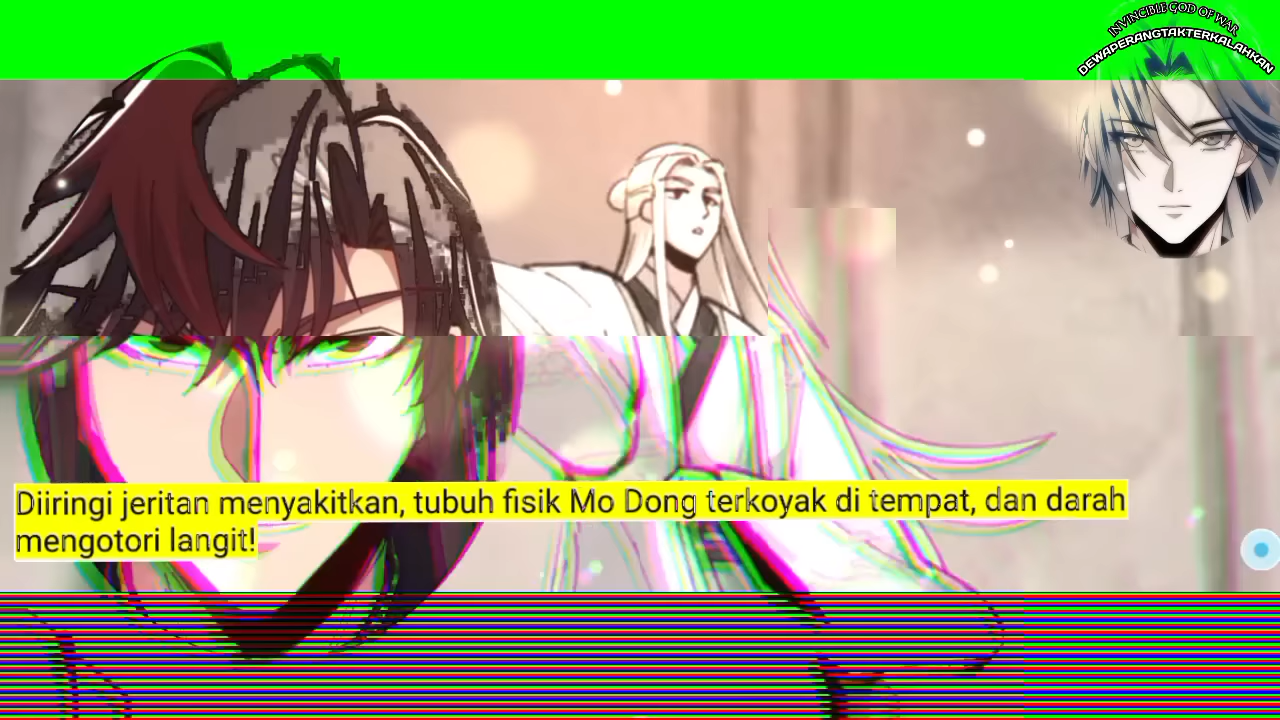 INVINCIBLE GOD OF WAR
DEWAPERANGTAKTERKALAHKAN
Diiringi jeritan menyakitkan, tubuh fisik Mo Dong terkoyak di tempat, dan darah
mengotori langit!